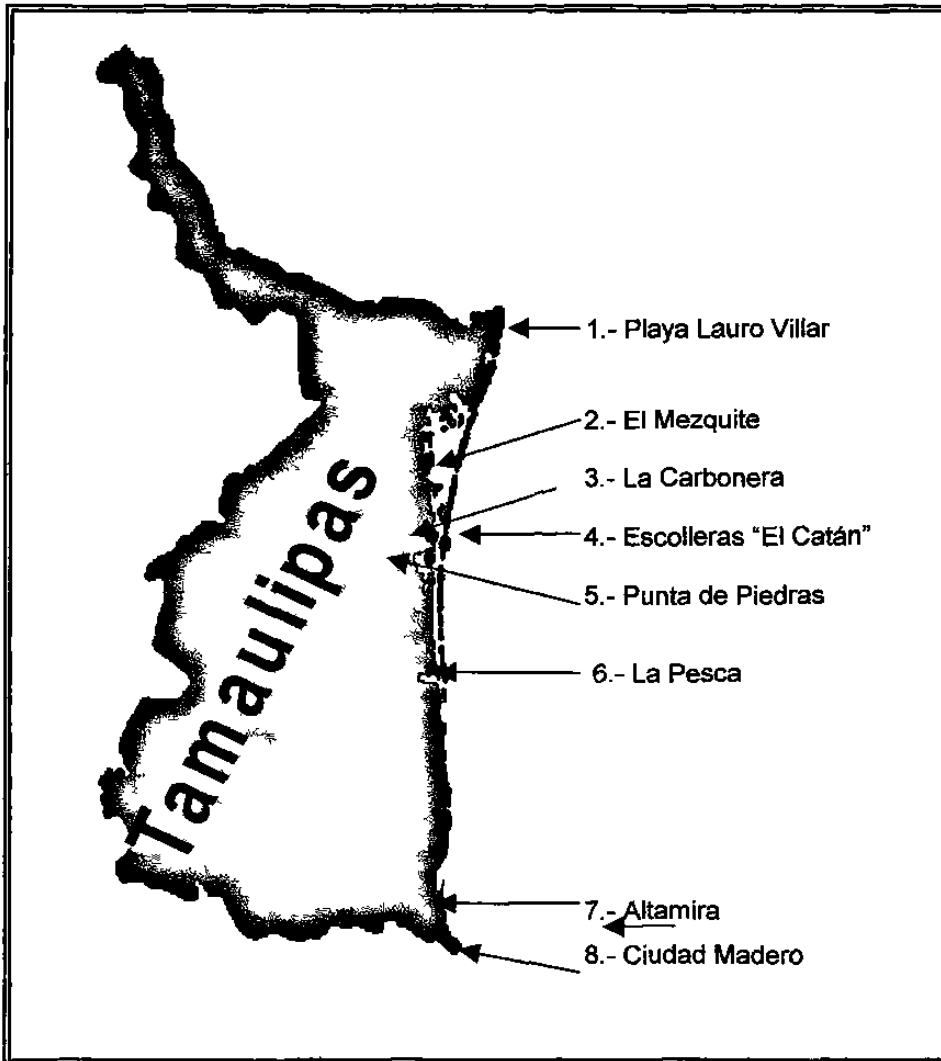 1.- Playa Lauro Villar
2.- El Mezquite
3.- La Carbonera
4.- Escolleras “El Catán”
5.- Punta de Piedras
6.- La Pesca
7.- Altamira
8.- Ciudad Madero
Tamaulipas